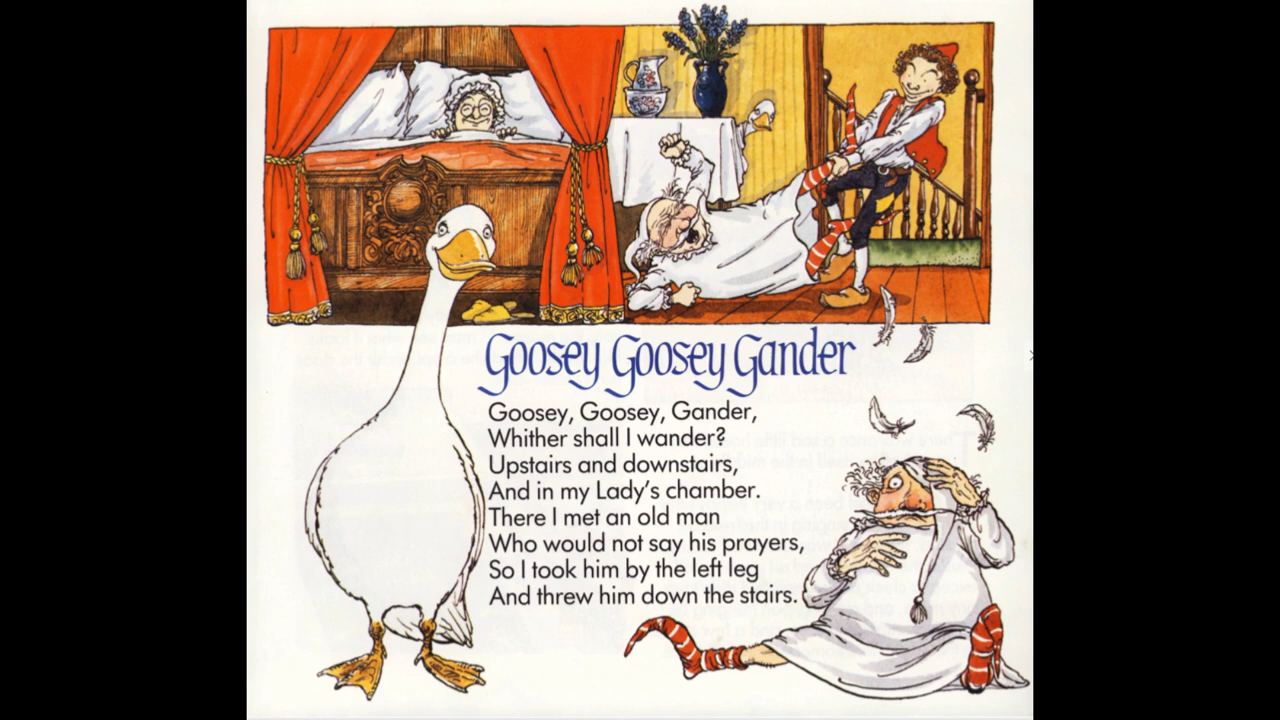 Goosey Goosey Gander
Goosey, Goosey, Gander,
Whither shall I wander?
Upstairs and downstairs,
And in my Lady's chamber.
There I met an old man
Who would not say his prayers,
So I took him by the left leg
And threw him down the stairs.